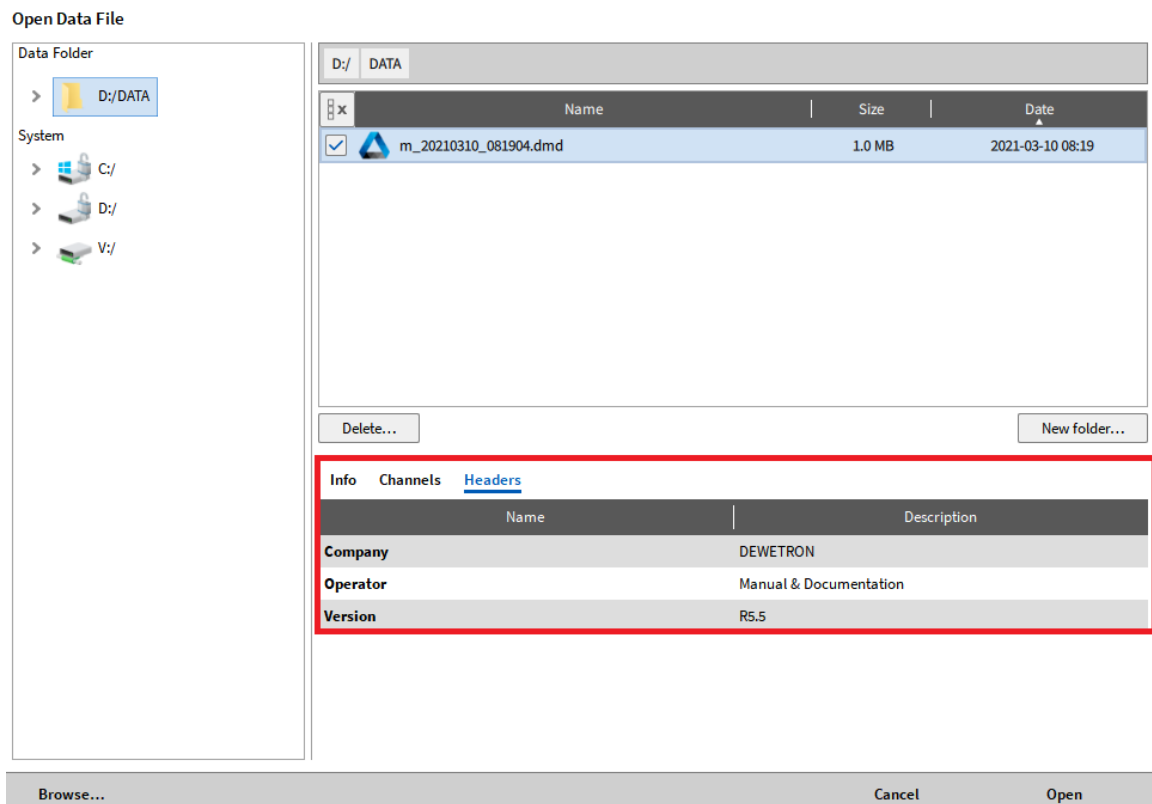 Open Data File
Data Folder
D:/DATA
System
C:/
D:/
V:/
D:/ DATA
x Name Size Date
m_20210310_081904.dmd 1.0 MB 2021-03-10 08:19
Delete... New folder...
Info Channels Headers
Name Description
Company DEWETRON
Operator Manual & Documentation
Version R5.5
Browse... Cancel Open